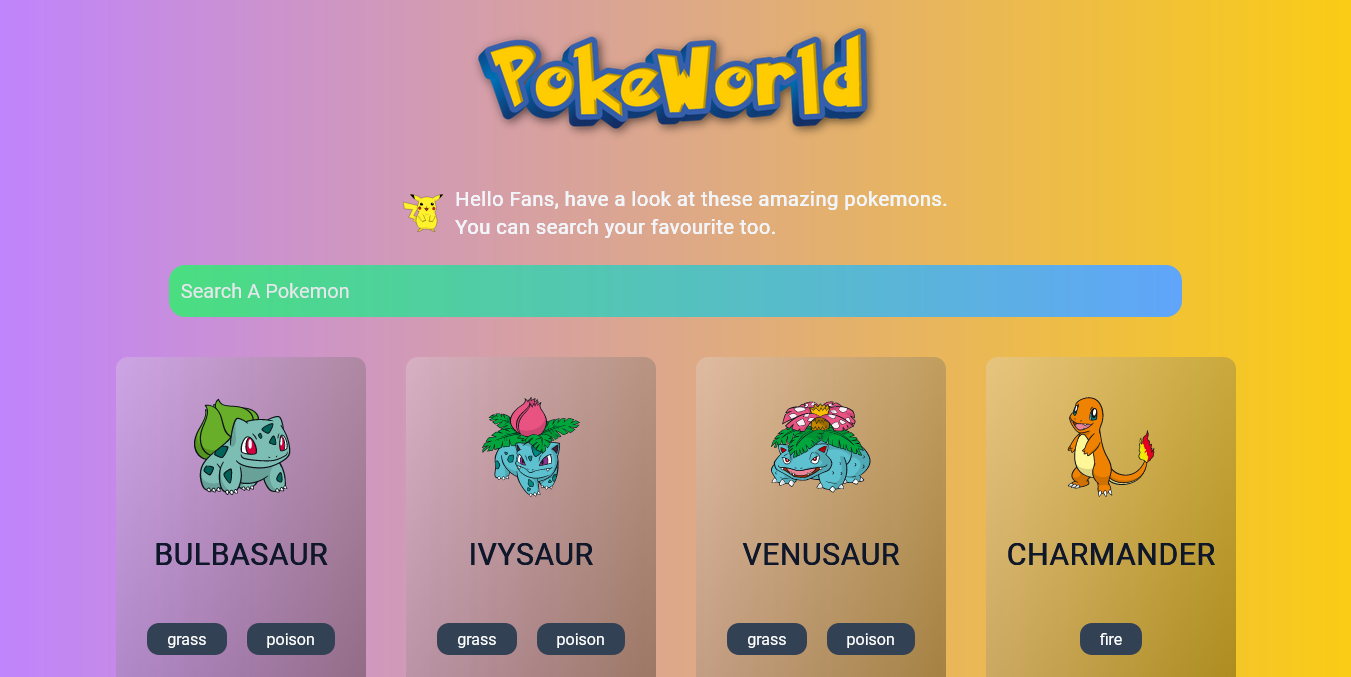 PokeWorld
Hello Fans, have a look at these amazing pokemons.
You can search your favourite too.
Search A Pokemon
BULBASAUR
IVYSAUR
VENUSAUR
CHARMANDER
grass
poison
grass
poison
grass
poison
fire